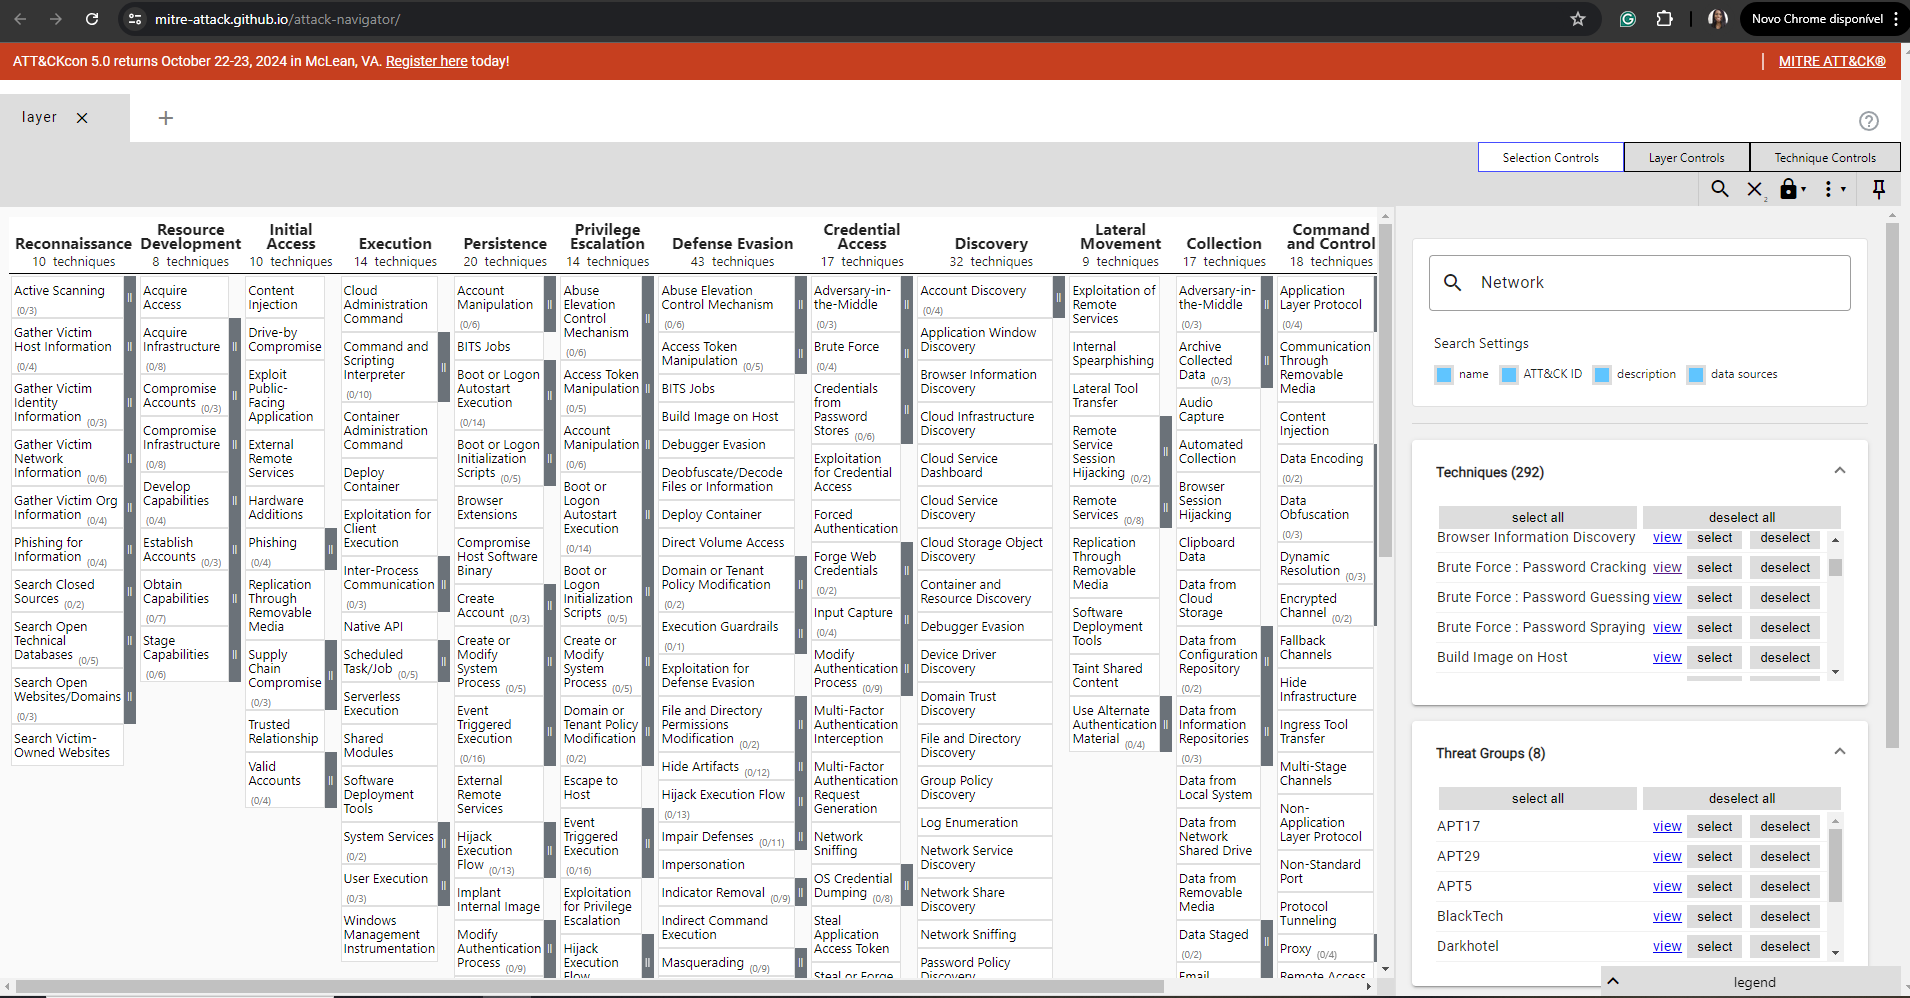 mitre-attack.github.io/attack-navigator/
Novo Chrome disponível
ATT&CKcon 5.0 returns October 22-23, 2024 in McLean, VA. Register here today!
MITRE ATT&CK®
layer
Selection Controls
Layer Controls
Technique Controls
2
Reconnaissance
10 techniques
Active Scanning
(0/3)
Gather Victim
Host Information
(0/4)
Gather Victim
Identity
Information (0/3)
Gather Victim
Network
Information (0/6)
Gather Victim Org
Information (0/4)
Phishing for
Information (0/4)
Search Closed
Sources (0/2)
Search Open
Technical
Databases (0/5)
Search Open
Websites/Domains
(0/3)
Search Victim-
Owned Websites
Resource
Development
8 techniques
Acquire
Access
Acquire
Infrastructure
(0/8)
Compromise
Accounts (0/3)
Compromise
Infrastructure
(0/8)
Develop
Capabilities
(0/4)
Establish
Accounts (0/3)
Obtain
Capabilities
(0/7)
Stage
Capabilities
(0/6)
Initial
Access
10 techniques
Content
Injection
Drive-by
Compromise
Exploit
Public-
Facing
Application
External
Remote
Services
Hardware
Additions
Phishing
(0/4)
Replication
Through
Removable
Media
Supply
Chain
Compromise
(0/3)
Trusted
Relationship
Valid
Accounts
(0/4)
Execution
14 techniques
Cloud
Administration
Command
Command and
Scripting
Interpreter
(0/10)
Container
Administration
Command
Deploy
Container
Exploitation for
Client
Execution
Inter-Process
Communication
(0/3)
Native API
Scheduled
Task/Job (0/5)
Serverless
Execution
Shared
Modules
Software
Deployment
Tools
System Services
(0/2)
User Execution
(0/3)
Windows
Management
Instrumentation
Persistence
20 techniques
Account
Manipulation
(0/6)
BITS Jobs
Boot or Logon
Autostart
Execution
(0/14)
Boot or Logon
Initialization
Scripts (0/5)
Browser
Extensions
Compromise
Host Software
Binary
Create
Account (0/3)
Create or
Modify
System
Process (0/5)
Event
Triggered
Execution
(0/16)
External
Remote
Services
Hijack
Execution
Flow (0/13)
Implant
Internal Image
Modify
Authentication
Process (0/9)
Privilege
Escalation
14 techniques
Abuse
Elevation
Control
Mechanism
(0/6)
Access Token
Manipulation
(0/5)
Account
Manipulation
(0/6)
Boot or
Logon
Autostart
Execution
(0/14)
Boot or
Logon
Initialization
Scripts (0/5)
Create or
Modify
System
Process (0/5)
Domain or
Tenant Policy
Modification
(0/2)
Escape to
Host
Event
Triggered
Execution
(0/16)
Exploitation
for Privilege
Escalation
Hijack
Execution
Flow
Defense Evasion
43 techniques
Abuse Elevation
Control Mechanism
(0/6)
Access Token
Manipulation (0/5)
BITS Jobs
Build Image on Host
Debugger Evasion
Deobfuscate/Decode
Files or Information
Deploy Container
Direct Volume Access
Domain or Tenant
Policy Modification
(0/2)
Execution Guardrails
(0/1)
Exploitation for
Defense Evasion
File and Directory
Permissions
Modification (0/2)
Hide Artifacts (0/12)
Hijack Execution Flow
(0/13)
Impair Defenses (0/11)
Impersonation
Indicator Removal (0/9)
Indirect Command
Execution
Masquerading (0/9)
Credential
Access
17 techniques
Adversary-in-
the-Middle
(0/3)
Brute Force
(0/4)
Credentials
from
Password
Stores (0/6)
Exploitation
for Credential
Access
Forced
Authentication
Forge Web
Credentials
(0/2)
Input Capture
(0/4)
Modify
Authentication
Process (0/9)
Multi-Factor
Authentication
Interception
Multi-Factor
Authentication
Request
Generation
Network
Sniffing
OS Credential
Dumping (0/8)
Steal
Application
Access Token
Steal or Forge
Discovery
32 techniques
Account Discovery
(0/4)
Application Window
Discovery
Browser Information
Discovery
Cloud Infrastructure
Discovery
Cloud Service
Dashboard
Cloud Service
Discovery
Cloud Storage Object
Discovery
Container and
Resource Discovery
Debugger Evasion
Device Driver
Discovery
Domain Trust
Discovery
File and Directory
Discovery
Group Policy
Discovery
Log Enumeration
Network Service
Discovery
Network Share
Discovery
Network Sniffing
Password Policy
Discovery
Lateral
Movement
9 techniques
Exploitation of
Remote
Services
Internal
Spearphishing
Lateral Tool
Transfer
Remote
Service
Session
Hijacking (0/2)
Remote
Services (0/8)
Replication
Through
Removable
Media
Software
Deployment
Tools
Taint Shared
Content
Use Alternate
Authentication
Material (0/4)
Collection
17 techniques
Adversary-in-
the-Middle
(0/3)
Archive
Collected
Data (0/3)
Audio
Capture
Automated
Collection
Browser
Session
Hijacking
Clipboard
Data
Data from
Cloud
Storage
Data from
Configuration
Repository
(0/2)
Data from
Information
Repositories
(0/3)
Data from
Local System
Data from
Network
Shared Drive
Data from
Removable
Media
Data Staged
(0/2)
Email
Command
and Control
18 techniques
Application
Layer Protocol
(0/4)
Communication
Through
Removable
Media
Content
Injection
Data Encoding
(0/2)
Data
Obfuscation
(0/3)
Dynamic
Resolution (0/3)
Encrypted
Channel (0/2)
Fallback
Channels
Hide
Infrastructure
Ingress Tool
Transfer
Multi-Stage
Channels
Non-
Application
Layer Protocol
Non-Standard
Port
Protocol
Tunneling
Proxy (0/4)
Remote Access
Network
Search Settings
name
ATT&CK ID
description
data sources
Techniques (292)
select all deselect all
Browser Information Discovery view select deselect
Brute Force : Password Cracking view select deselect
Brute Force : Password Guessing view select deselect
Brute Force : Password Spraying view select deselect
Build Image on Host view select deselect
Threat Groups (8)
select all deselect all
APT17 view select deselect
APT29 view select deselect
APT5 view select deselect
BlackTech view select deselect
Darkhotel view select deselect
legend